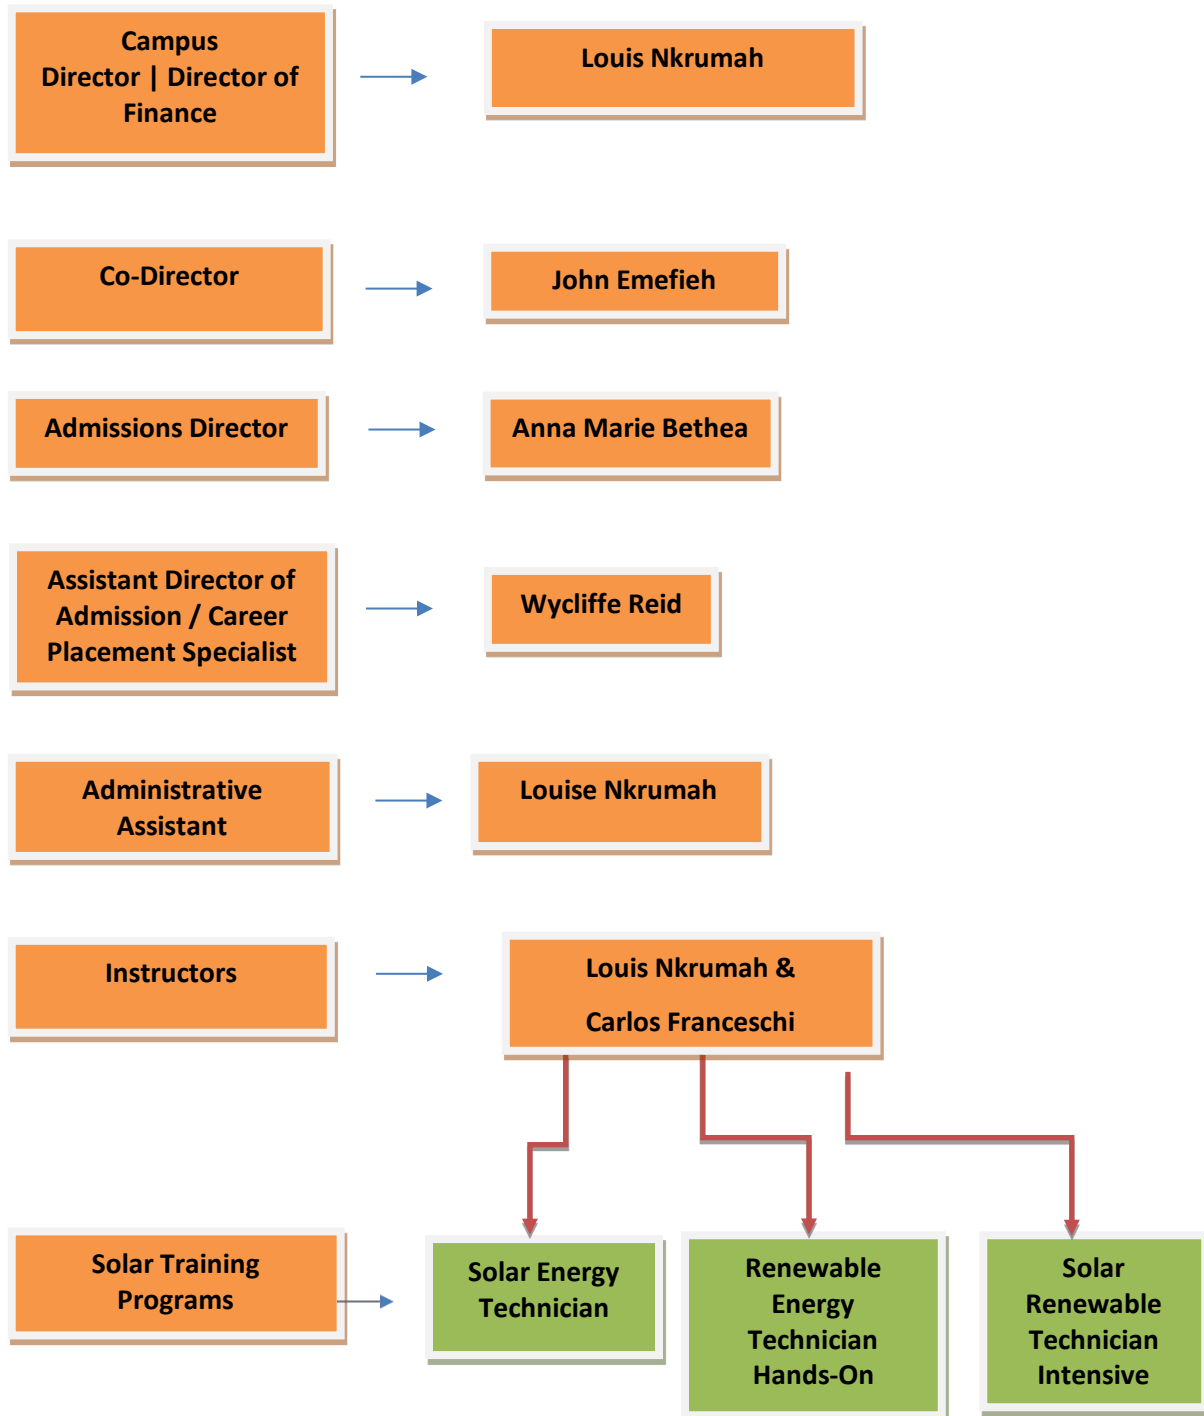 Campus
Director | Director of
Finance
Louis Nkrumah
Co-Director
John Emefieh
Admissions Director
Anna Marie Bethea
Assistant Director of
Admission / Career
Placement Specialist
Wycliffe Reid
Administrative
Assistant
Louise Nkrumah
Instructors
Louis Nkrumah &
Carlos Franceschi
Solar Training
Programs
Solar Energy
Technician
Renewable
Energy
Technician
Hands-On
Solar
Renewable
Technician
Intensive